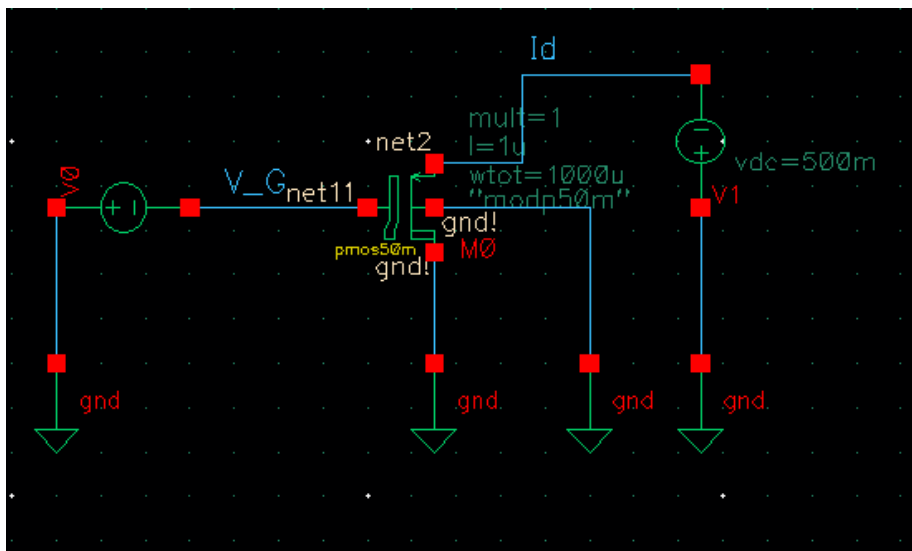 Id
mult=1
net2
l=1u
vdc=500m
wtot=1000u
V0
V_G
net11
"modp50m"
V1
gnd!
pmos50m
M0
gnd!
gnd
gnd
gnd
gnd